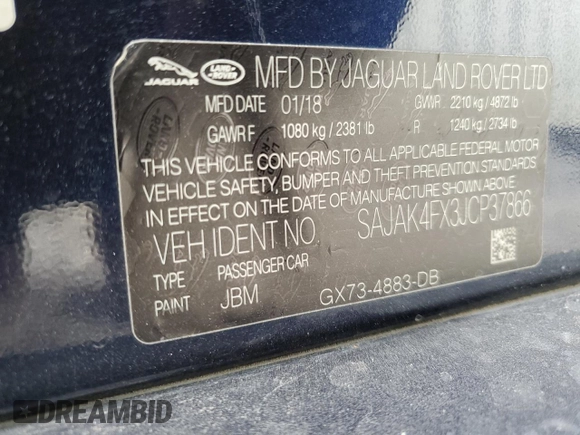 JAGUAR LAND ROVER MFD BY JAGUAR LAND ROVER LTD
MFD DATE 01/18 GVWR 2210 kg / 4872 lb
GAWR F 1080 kg / 2381 lb R 1240 kg / 2734 lb
THIS VEHICLE CONFORMS TO ALL APPLICABLE FEDERAL MOTOR
VEHICLE SAFETY, BUMPER AND THEFT PREVENTION STANDARDS
IN EFFECT ON THE DATE OF MANUFACTURE SHOWN ABOVE.
VEH IDENT NO. SAJAK4FX3JCP37866
TYPE PASSENGER CAR
PAINT JBM GX73-4883-DB
DREAMBID